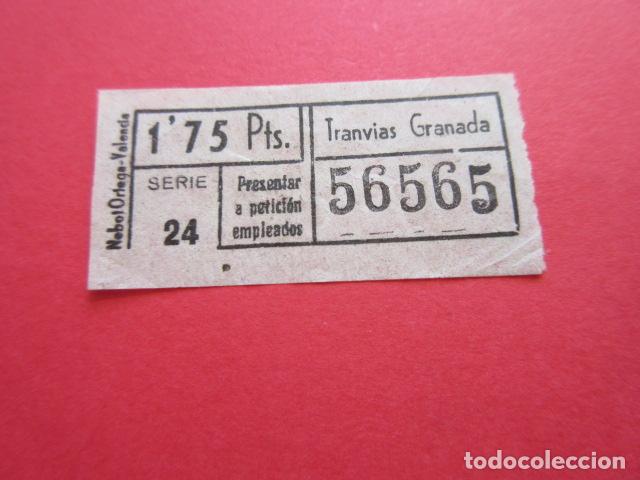 Nebot Ortega-Valencia
1'75 Pts.
SERIE
24
Presentar
a petición
empleados
Tranvias Granada
56565
todocoleccion